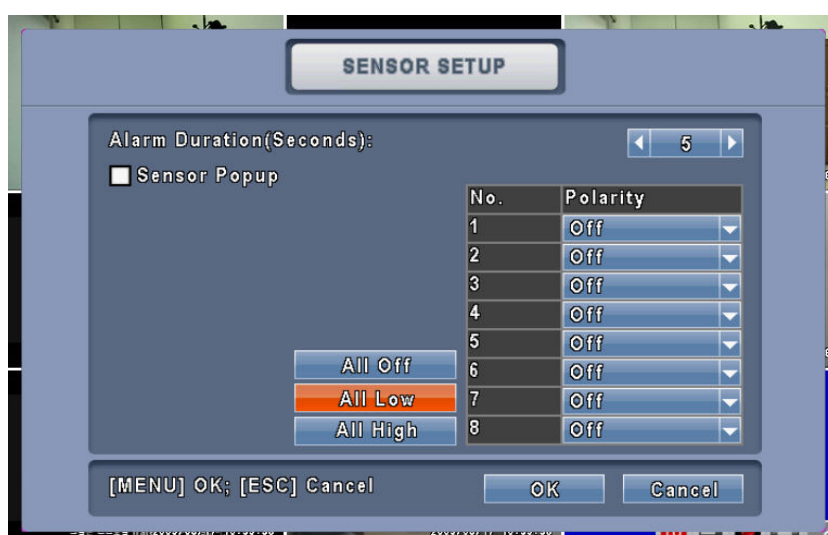 SENSOR SETUP
Alarm Duration(Seconds):
5
Sensor Popup
No. Polarity
1 Off
2 Off
3 Off
4 Off
5 Off
6 Off
7 Off
8 Off
All Off
All Low
All High
[MENU] OK; [ESC] Cancel
OK
Cancel